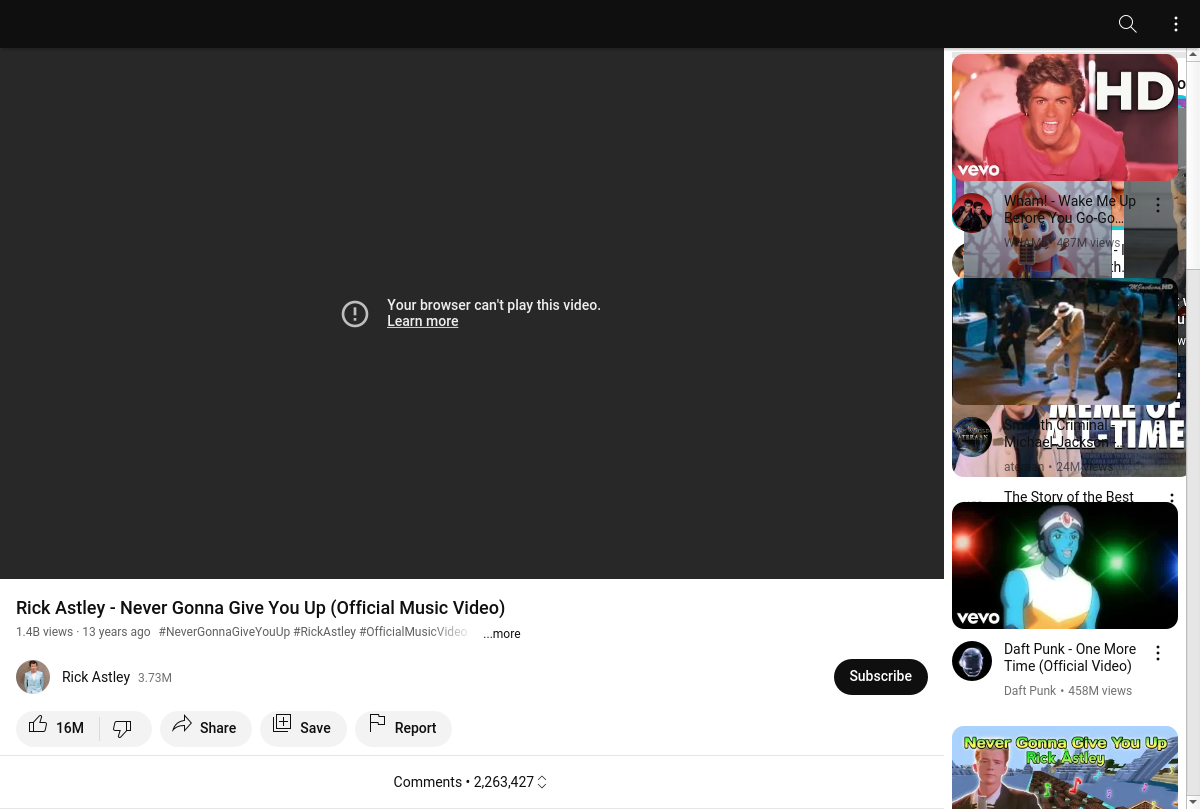 HD
vevo
Wham! - Wake Me Up
Before You Go-Go...
437M views
Your browser can't play this video.
Learn more
MEME OF
ALL-TIME
Smooth Criminal -
Michael Jackson -...
24M views
The Story of the Best
vevo
Daft Punk - One More
Time (Official Video)
Daft Punk • 458M views
Never Gonna Give You Up
Rick Astley
Rick Astley - Never Gonna Give You Up (Official Music Video)
1.4B views · 13 years ago #NeverGonnaGiveYouUp #RickAstley #OfficialMusicVideo ...more
Rick Astley 3.73M
Subscribe
16M
Share
Save
Report
Comments • 2,263,427